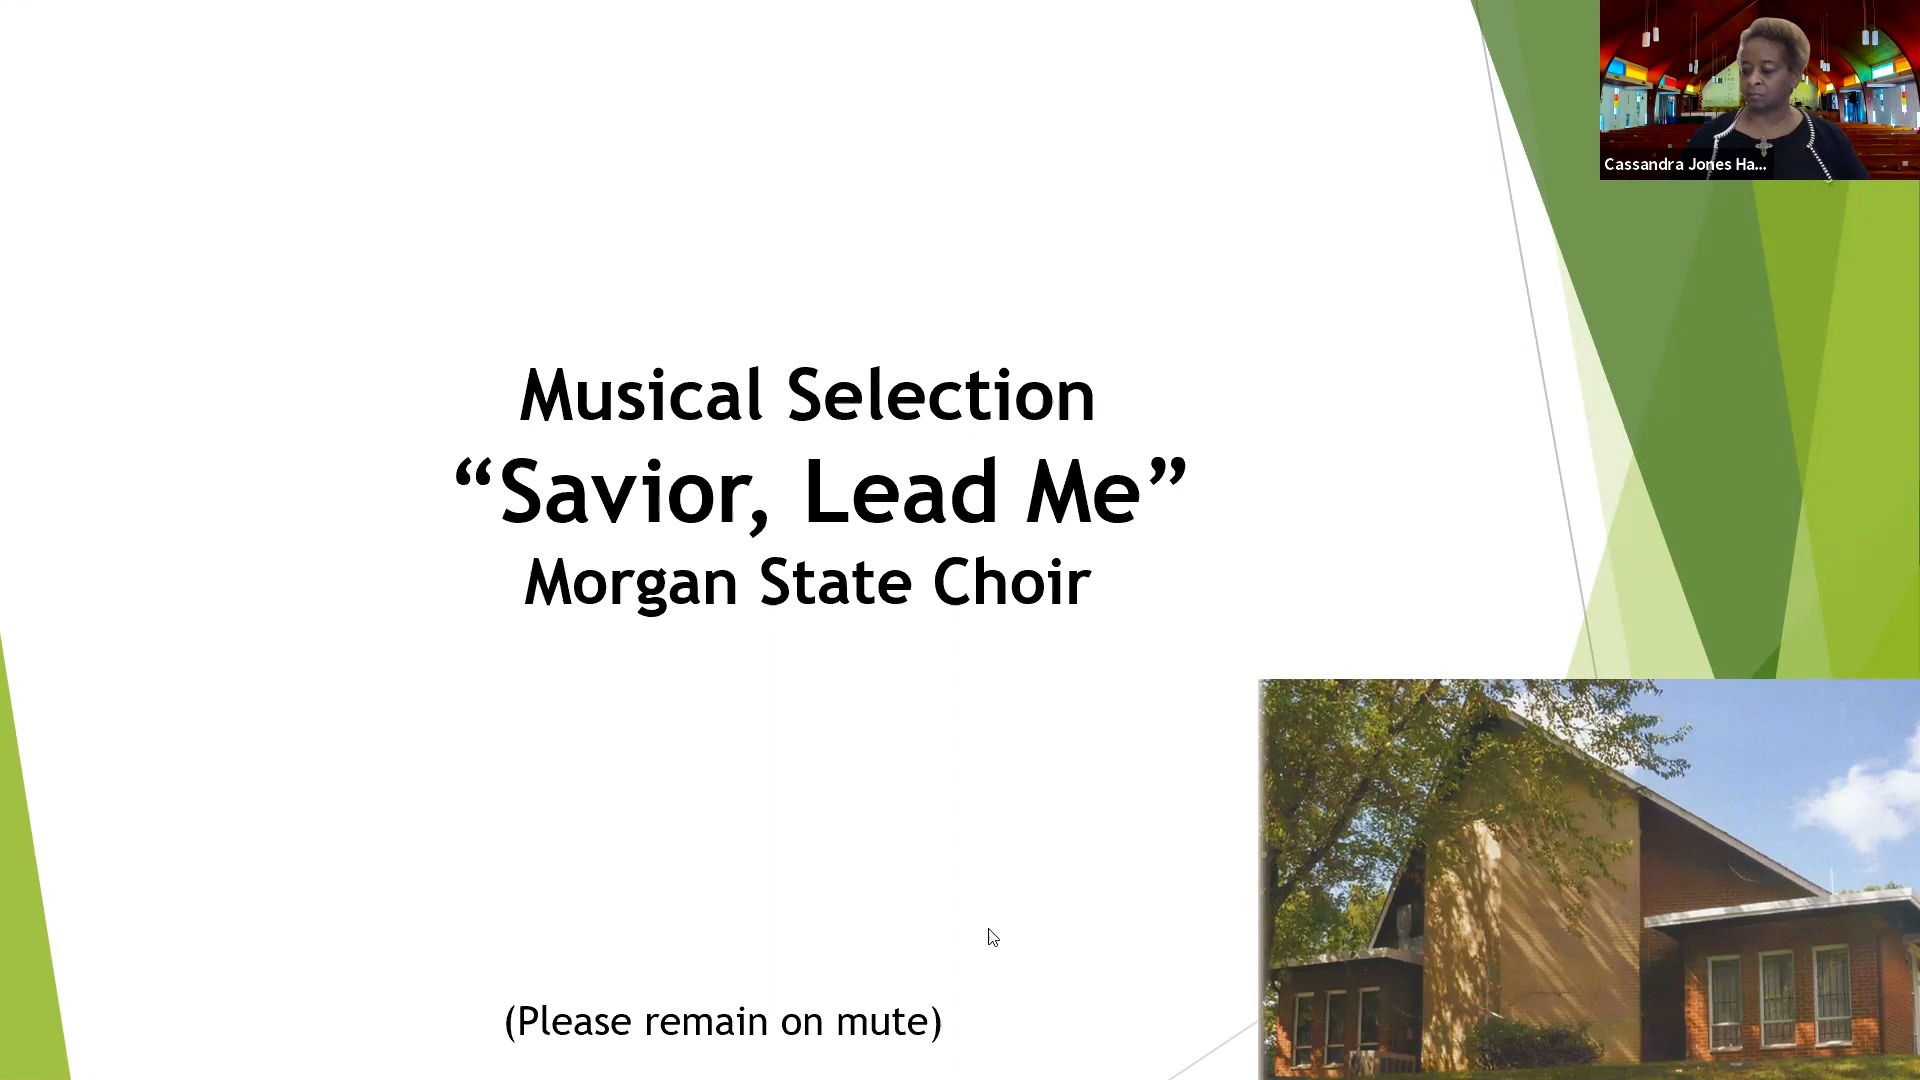 Cassandra Jones Ha...
Musical Selection
“Savior, Lead Me”
Morgan State Choir
(Please remain on mute)